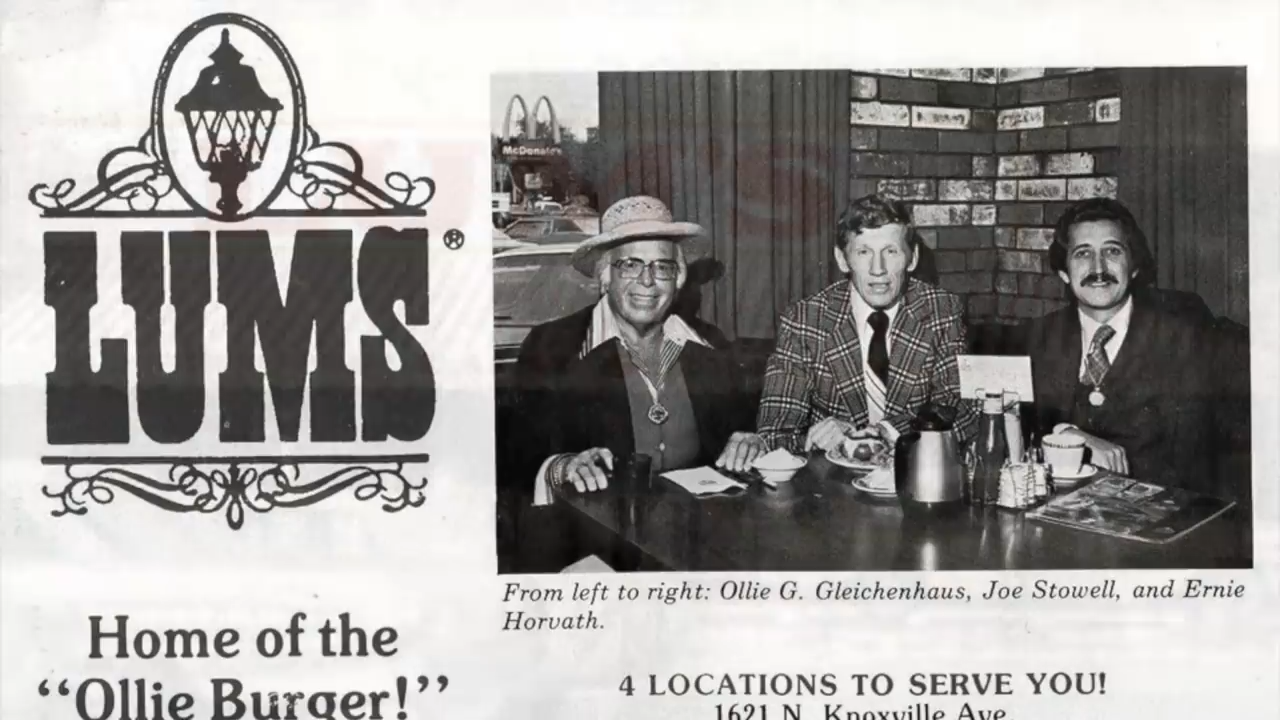 LUMS®
Home of the
“Ollie Burger!”
McDonald's
From left to right: Ollie G. Gleichenhaus, Joe Stowell, and Ernie
Horvath.
4 LOCATIONS TO SERVE YOU!
1621 N. Knoxville Ave.